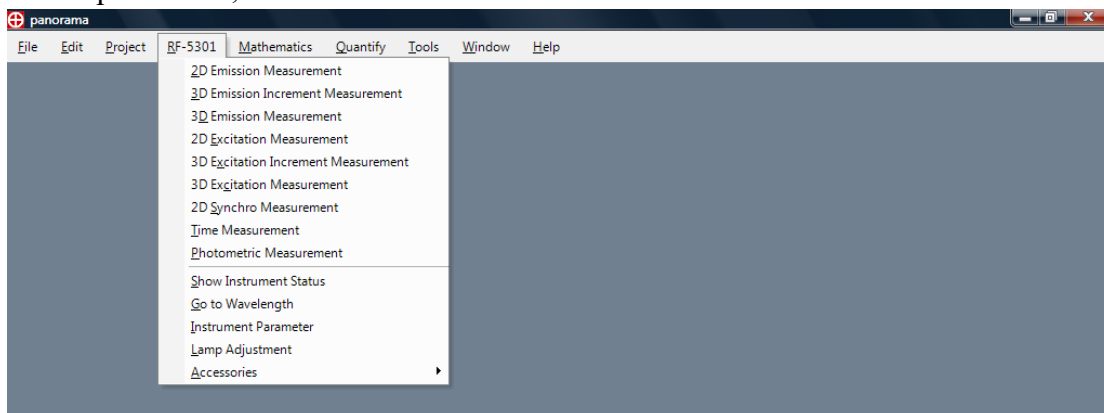 panorama
File Edit Project RF-5301 Mathematics Quantify Tools Window Help
2D Emission Measurement
3D Emission Increment Measurement
3D Emission Measurement
2D Excitation Measurement
3D Excitation Increment Measurement
3D Excitation Measurement
2D Synchro Measurement
Time Measurement
Photometric Measurement
Show Instrument Status
Go to Wavelength
Instrument Parameter
Lamp Adjustment
Accessories